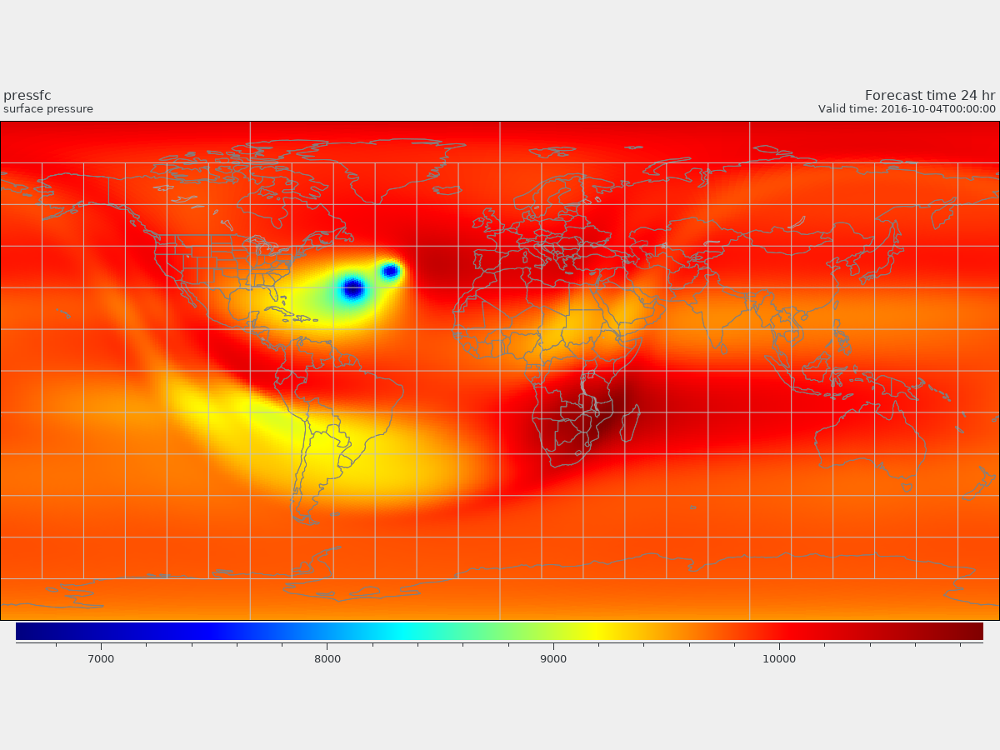 pressfc
surface pressure
Forecast time 24 hr
Valid time: 2016-10-04T00:00:00
7000 8000 9000 10000